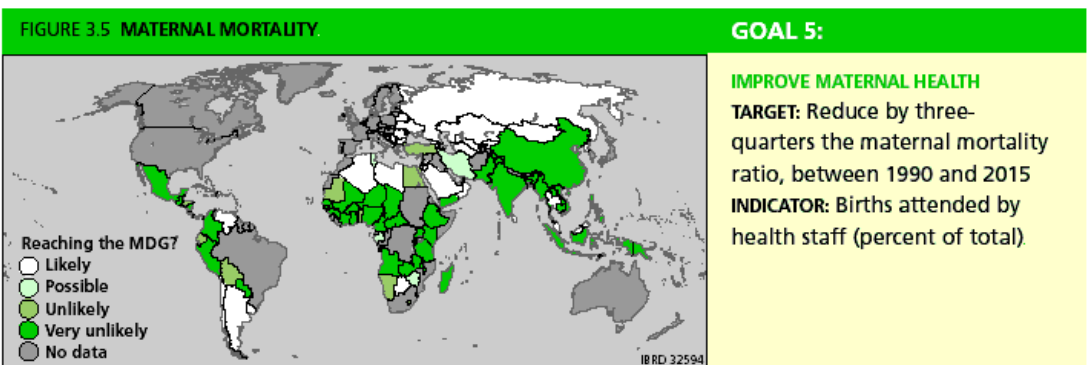 FIGURE 3.5 MATERNAL MORTALITY.
GOAL 5:
IMPROVE MATERNAL HEALTH
TARGET: Reduce by three-
quarters the maternal mortality
ratio, between 1990 and 2015
INDICATOR: Births attended by
health staff (percent of total).
Reaching the MDG?
Likely
Possible
Unlikely
Very unlikely
No data
IBRD 32594